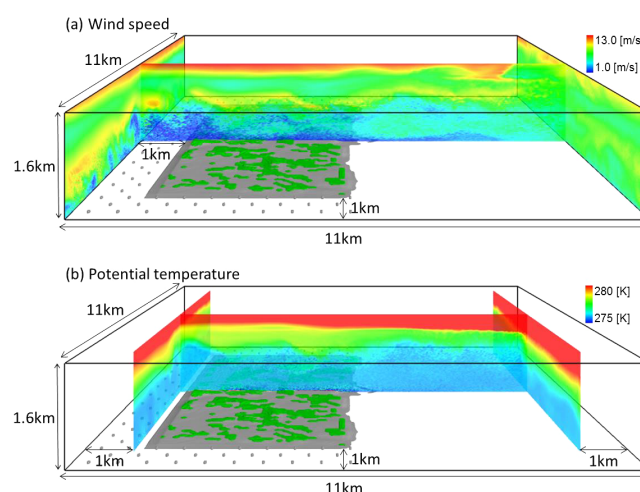 (a) Wind speed
13.0 [m/s]
1.0 [m/s]
11km
1km
1.6km
1km
11km
(b) Potential temperature
280 [K]
275 [K]
11km
1.6km
1km
1km
1km
11km